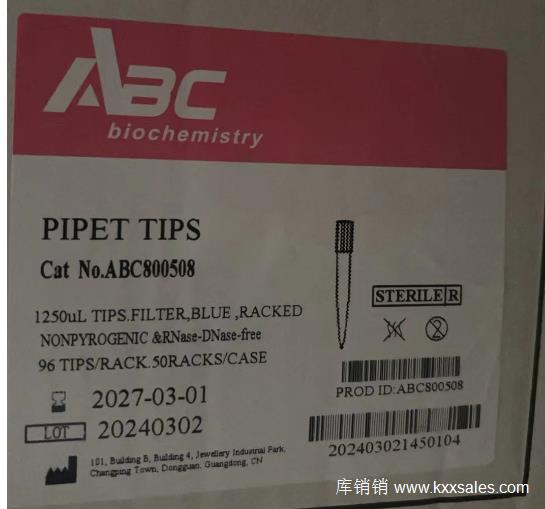 ABC
biochemistry
PIPET TIPS
Cat No.ABC800508
1250uL TIPS.FILTER,BLUE ,RACKED
NONPYROGENIC &RNase-DNase-free
96 TIPS/RACK.50RACKS/CASE
STERILE R
2
PROD ID:ABC800508
2027-03-01
LOT 20240302
202403021450104
101, Building B, Building 4, Jewellery Industrial Park,
Changping Town, Dongguan, Guangdong, CN
库销销 www.kxxsales.com